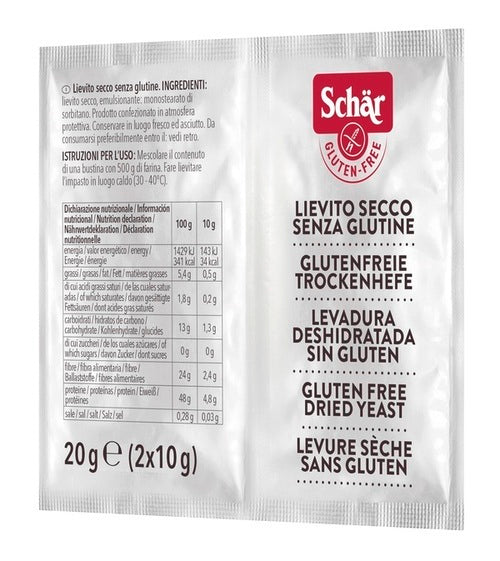 ⓘ Lievito secco senza glutine. INGREDIENTI:
lievito secco, emulsionante: monostearato di
sorbitano. Prodotto confezionato in atmosfera
protettiva. Conservare in luogo fresco ed asciutto. Da
consumarsi preferibilmente entro il: vedi retro.
ISTRUZIONI PER L'USO: Mescolare il contenuto
di una bustina con 500 g di farina. Fare lievitare
l'impasto in luogo caldo (30 - 40°C).
Dichiarazione nutrizionale / Información
nutricional / Nutrition declaration /
Nährwertdeklaration / Déclaration
nutritionnelle
100 g
10 g
energia / valor energético / energy /
Energie / énergie
1429 kJ
341 kcal
143 kJ
34 kcal
grassi / grasas / fat / Fett / matières grasses
5,4 g
0,5 g
di cui acidi grassi saturi / de las cuales satur-
adas / of which saturates / davon gesättigte
Fettsäuren / dont acides gras saturés
1,8 g
0,2 g
carboidrati / hidratos de carbono /
carbohydrate / Kohlenhydrate / glucides
13 g
1,3 g
di cui zuccheri / de los cuales azúcares / of
which sugars / davon Zucker / dont sucres
0 g
0 g
fibre / fibra alimentaria / fibre /
Ballaststoffe / fibres alimentaires
24 g
2,4 g
proteine / proteínas / protein / Eiweiß /
protéines
48 g
4,8 g
sale / sal / salt / Salz / sel
0,28 g
0,03 g
20 g ℮ (2x10 g)
Schär
GLUTEN-FREE
LIEVITO SECCO
SENZA GLUTINE
GLUTENFREIE
TROCKENHEFE
LEVADURA
DESHIDRATADA
SIN GLUTEN
GLUTEN FREE
DRIED YEAST
LEVURE SÈCHE
SANS GLUTEN